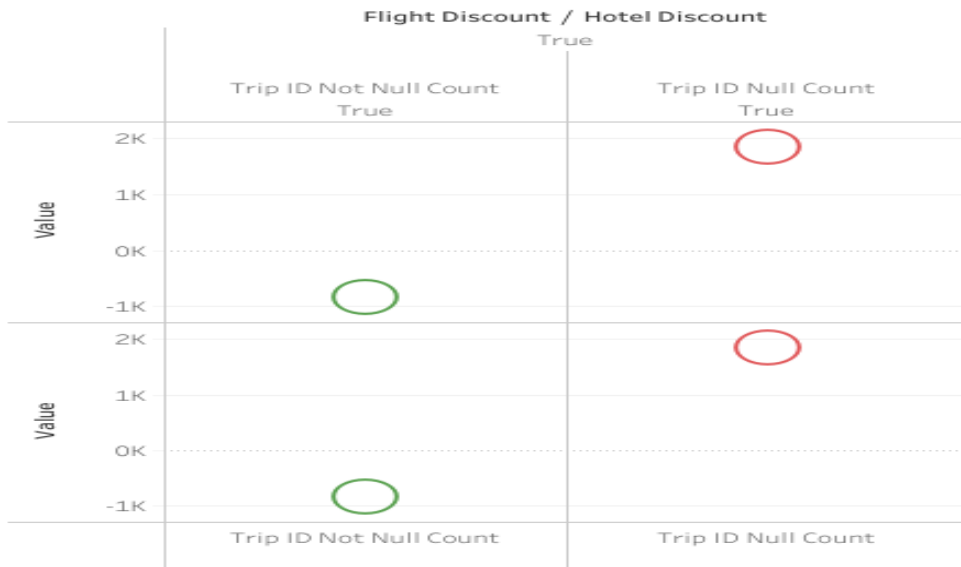 Flight Discount / Hotel Discount
True
Trip ID Not Null Count Trip ID Null Count
True True
2K
1K
0K
-1K
Value
2K
1K
0K
-1K
Value
Trip ID Not Null Count Trip ID Null Count